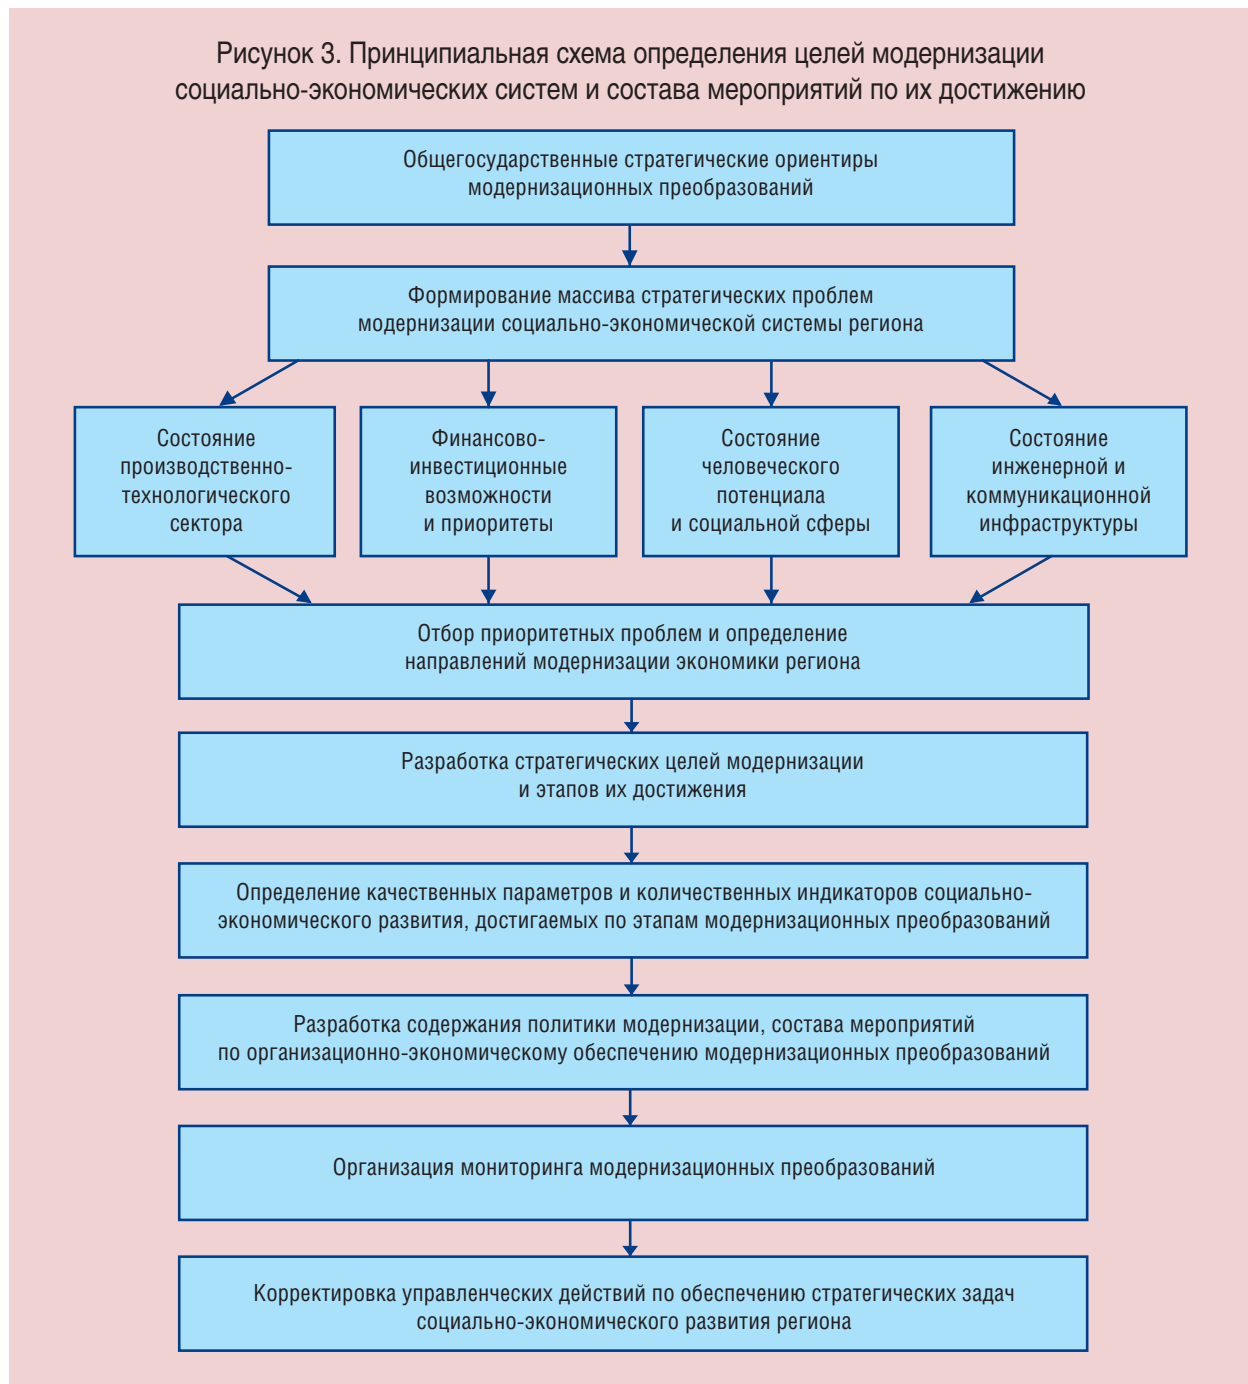 Рисунок 3. Принципиальная схема определения целей модернизации
социально-экономических систем и состава мероприятий по их достижению
Общегосударственные стратегические ориентиры
модернизационных преобразований
Формирование массива стратегических проблем
модернизации социально-экономической системы региона
Состояние
производственно-
технологического
сектора
Финансово-
инвестиционные
возможности
и приоритеты
Состояние
человеческого
потенциала
и социальной сферы
Состояние
инженерной и
коммуникационной
инфраструктуры
Отбор приоритетных проблем и определение
направлений модернизации экономики региона
Разработка стратегических целей модернизации
и этапов их достижения
Определение качественных параметров и количественных индикаторов социально-
экономического развития, достигаемых по этапам модернизационных преобразований
Разработка содержания политики модернизации, состава мероприятий
по организационно-экономическому обеспечению модернизационных преобразований
Организация мониторинга модернизационных преобразований
Корректировка управленческих действий по обеспечению стратегических задач
социально-экономического развития региона